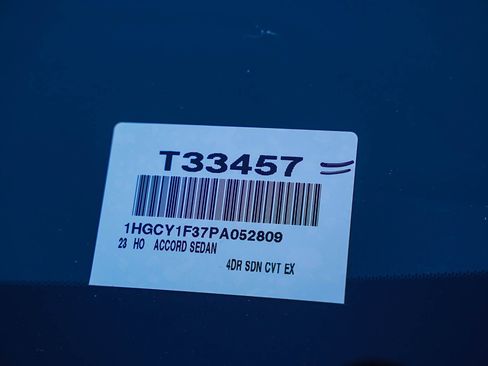 T33457
1HGCY1F37PA052809
23 HO ACCORD SEDAN
4DR SDN CVT EX